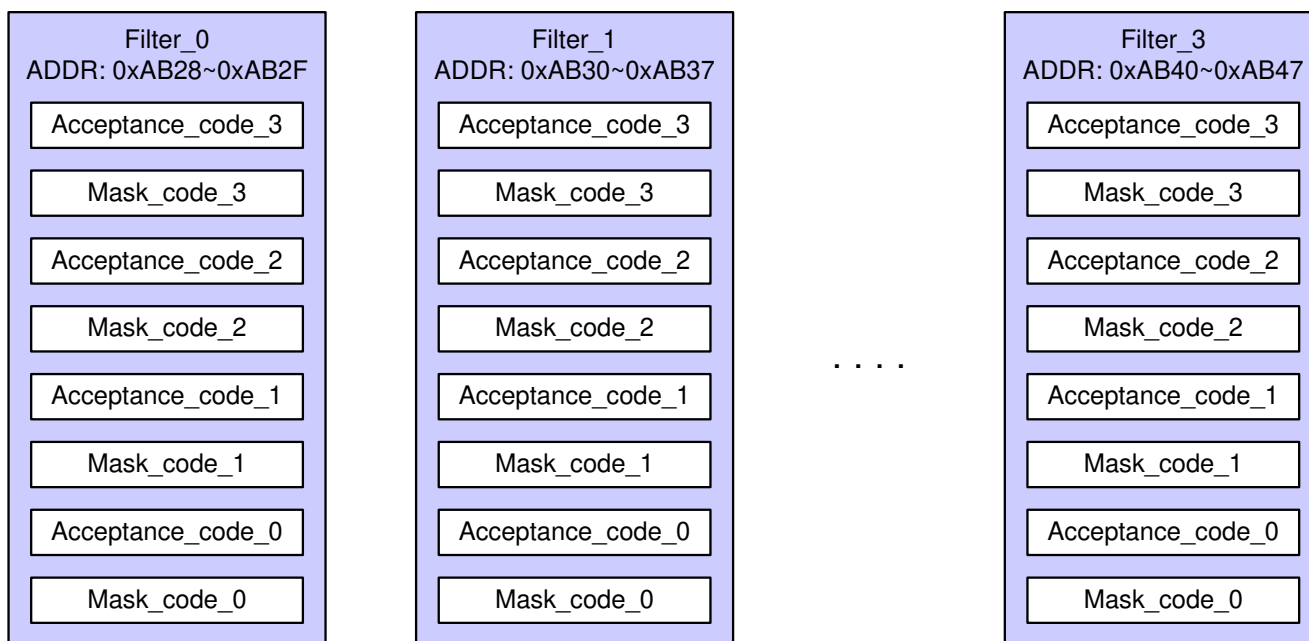 Filter_0
ADDR: 0xAB28~0xAB2F
Acceptance_code_3
Mask_code_3
Acceptance_code_2
Mask_code_2
Acceptance_code_1
Mask_code_1
Acceptance_code_0
Mask_code_0
Filter_1
ADDR: 0xAB30~0xAB37
Acceptance_code_3
Mask_code_3
Acceptance_code_2
Mask_code_2
Acceptance_code_1
Mask_code_1
Acceptance_code_0
Mask_code_0
. . . .
Filter_3
ADDR: 0xAB40~0xAB47
Acceptance_code_3
Mask_code_3
Acceptance_code_2
Mask_code_2
Acceptance_code_1
Mask_code_1
Acceptance_code_0
Mask_code_0